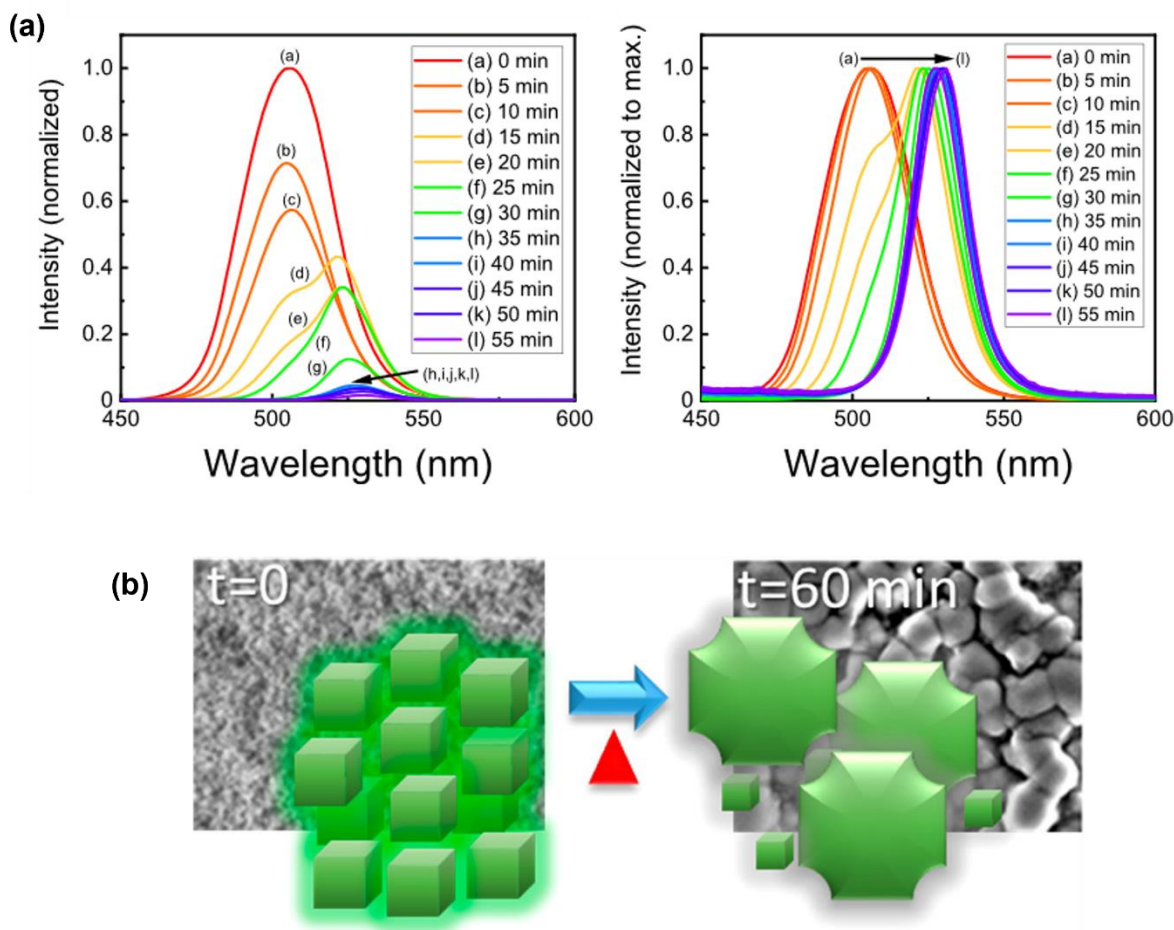 (a)
Intensity (normalized)
1.0
0.8
0.6
0.4
0.2
0
450
500
550
600
Wavelength (nm)
(a)
(b)
(c)
(d)
(e)
(f)
(g)
(h,i,j,k,l)
(a) 0 min
(b) 5 min
(c) 10 min
(d) 15 min
(e) 20 min
(f) 25 min
(g) 30 min
(h) 35 min
(i) 40 min
(j) 45 min
(k) 50 min
(l) 55 min
Intensity (normalized to max.)
1.0
0.8
0.6
0.4
0.2
0
450
500
550
600
Wavelength (nm)
(a)
(l)
(a) 0 min
(b) 5 min
(c) 10 min
(d) 15 min
(e) 20 min
(f) 25 min
(g) 30 min
(h) 35 min
(i) 40 min
(j) 45 min
(k) 50 min
(l) 55 min
(b)
t=0
t=60 min